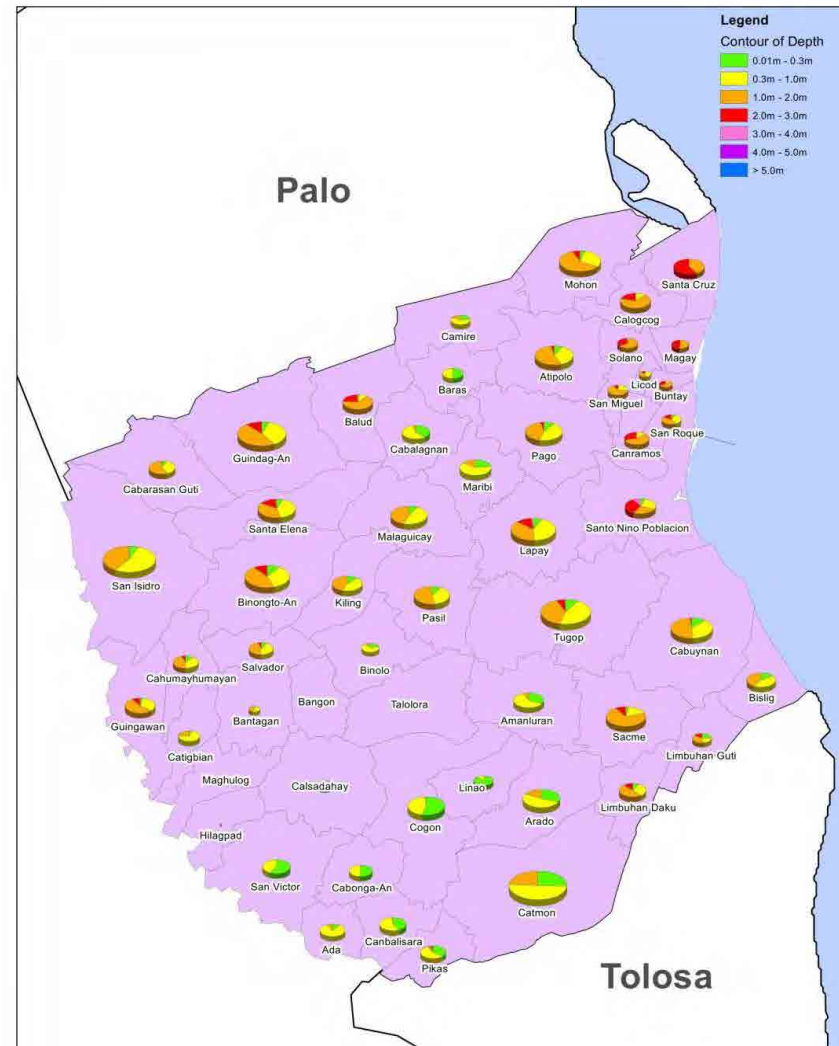 Legend
Contour of Depth
0.01m - 0.3m
0.3m - 1.0m
1.0m - 2.0m
2.0m - 3.0m
3.0m - 4.0m
4.0m - 5.0m
> 5.0m
Palo
Mohon
Santa Cruz
Calogcog
Camire
Solano
Magay
Atipolo
Baras
Licod
Buntay
San Miguel
Balud
San Roque
Cabalagnan
Pago
Canramos
Guindag-An
Maribi
Cabarasan Guti
Santa Elena
Malaguicay
Santo Nino Poblacion
Lapay
San Isidro
Binongto-An
Kiling
Pasil
Tugop
Cabuynan
Salvador
Binolo
Cahumayhumayan
Bislig
Bangon
Talolora
Amanluran
Bantagan
Guingawan
Sacme
Catigbian
Limbuhan Guti
Maghulog
Calsadahay
Linao
Limbuhan Daku
Arado
Cogon
Hilagpad
San Victor
Cabonga-An
Catmon
Ada
Canbalisara
Pikas
Tolosa